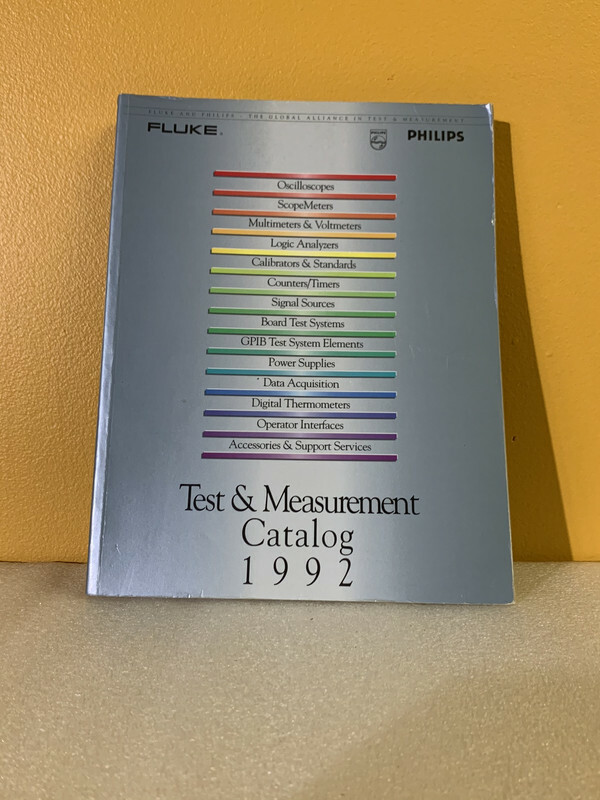 FLUKE AND PHILIPS - THE GLOBAL ALLIANCE IN TEST & MEASUREMENT
FLUKE®
PHILIPS
PHILIPS
Oscilloscopes
ScopeMeters
Multimeters & Voltmeters
Logic Analyzers
Calibrators & Standards
Counters/Timers
Signal Sources
Board Test Systems
GPIB Test System Elements
Power Supplies
Data Acquisition
Digital Thermometers
Operator Interfaces
Accessories & Support Services
Test & Measurement
Catalog
1992